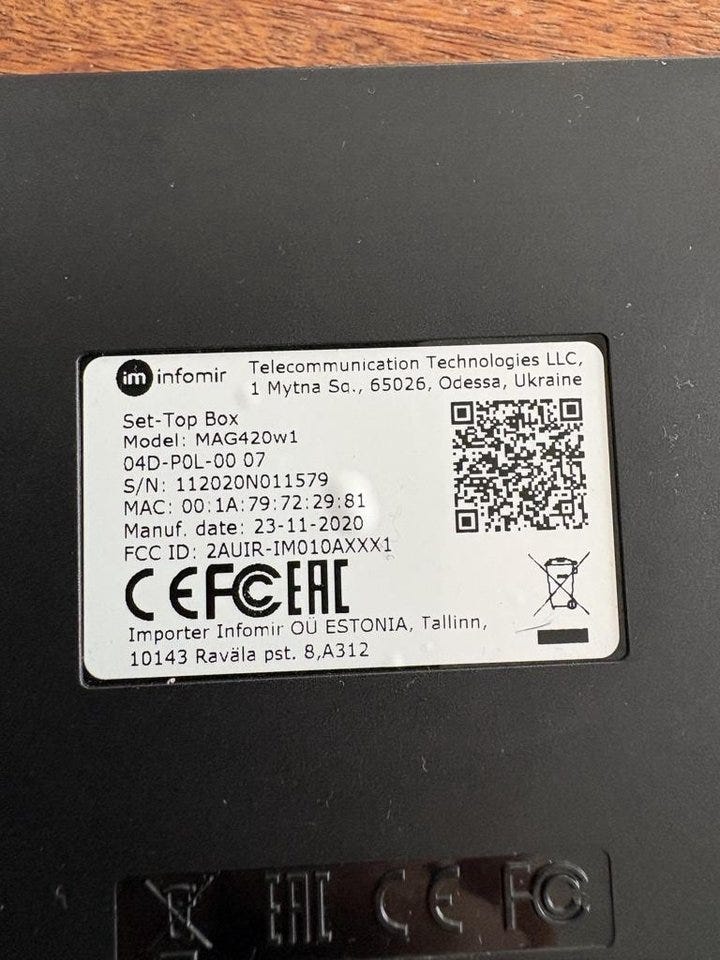 im infomir
Telecommunication Technologies LLC,
1 Mytna Sq., 65026, Odessa, Ukraine
Set-Top Box
Model: MAG420w1
04D-P0L-00 07
S/N: 112020N011579
MAC: 00:1A:79:72:29:81
Manuf. date: 23-11-2020
FCC ID: 2AUIR-IM010AXXX1
CE FC EAC
Importer Infomir OÜ ESTONIA, Tallinn,
10143 Raväla pst. 8,A312
EAC CE FC